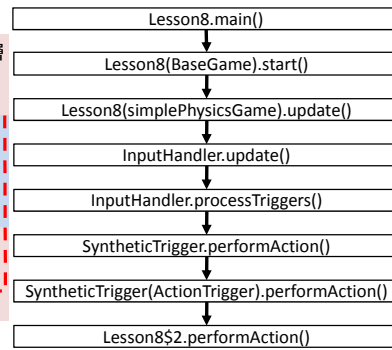 Lesson8.main()
Lesson8(BaseGame).start()
Lesson8(simplePhysicsGame).update()
InputHandler.update()
InputHandler.processTriggers()
SyntheticTrigger.performAction()
SyntheticTrigger(ActionTrigger).performAction()
Lesson8$2.performAction()